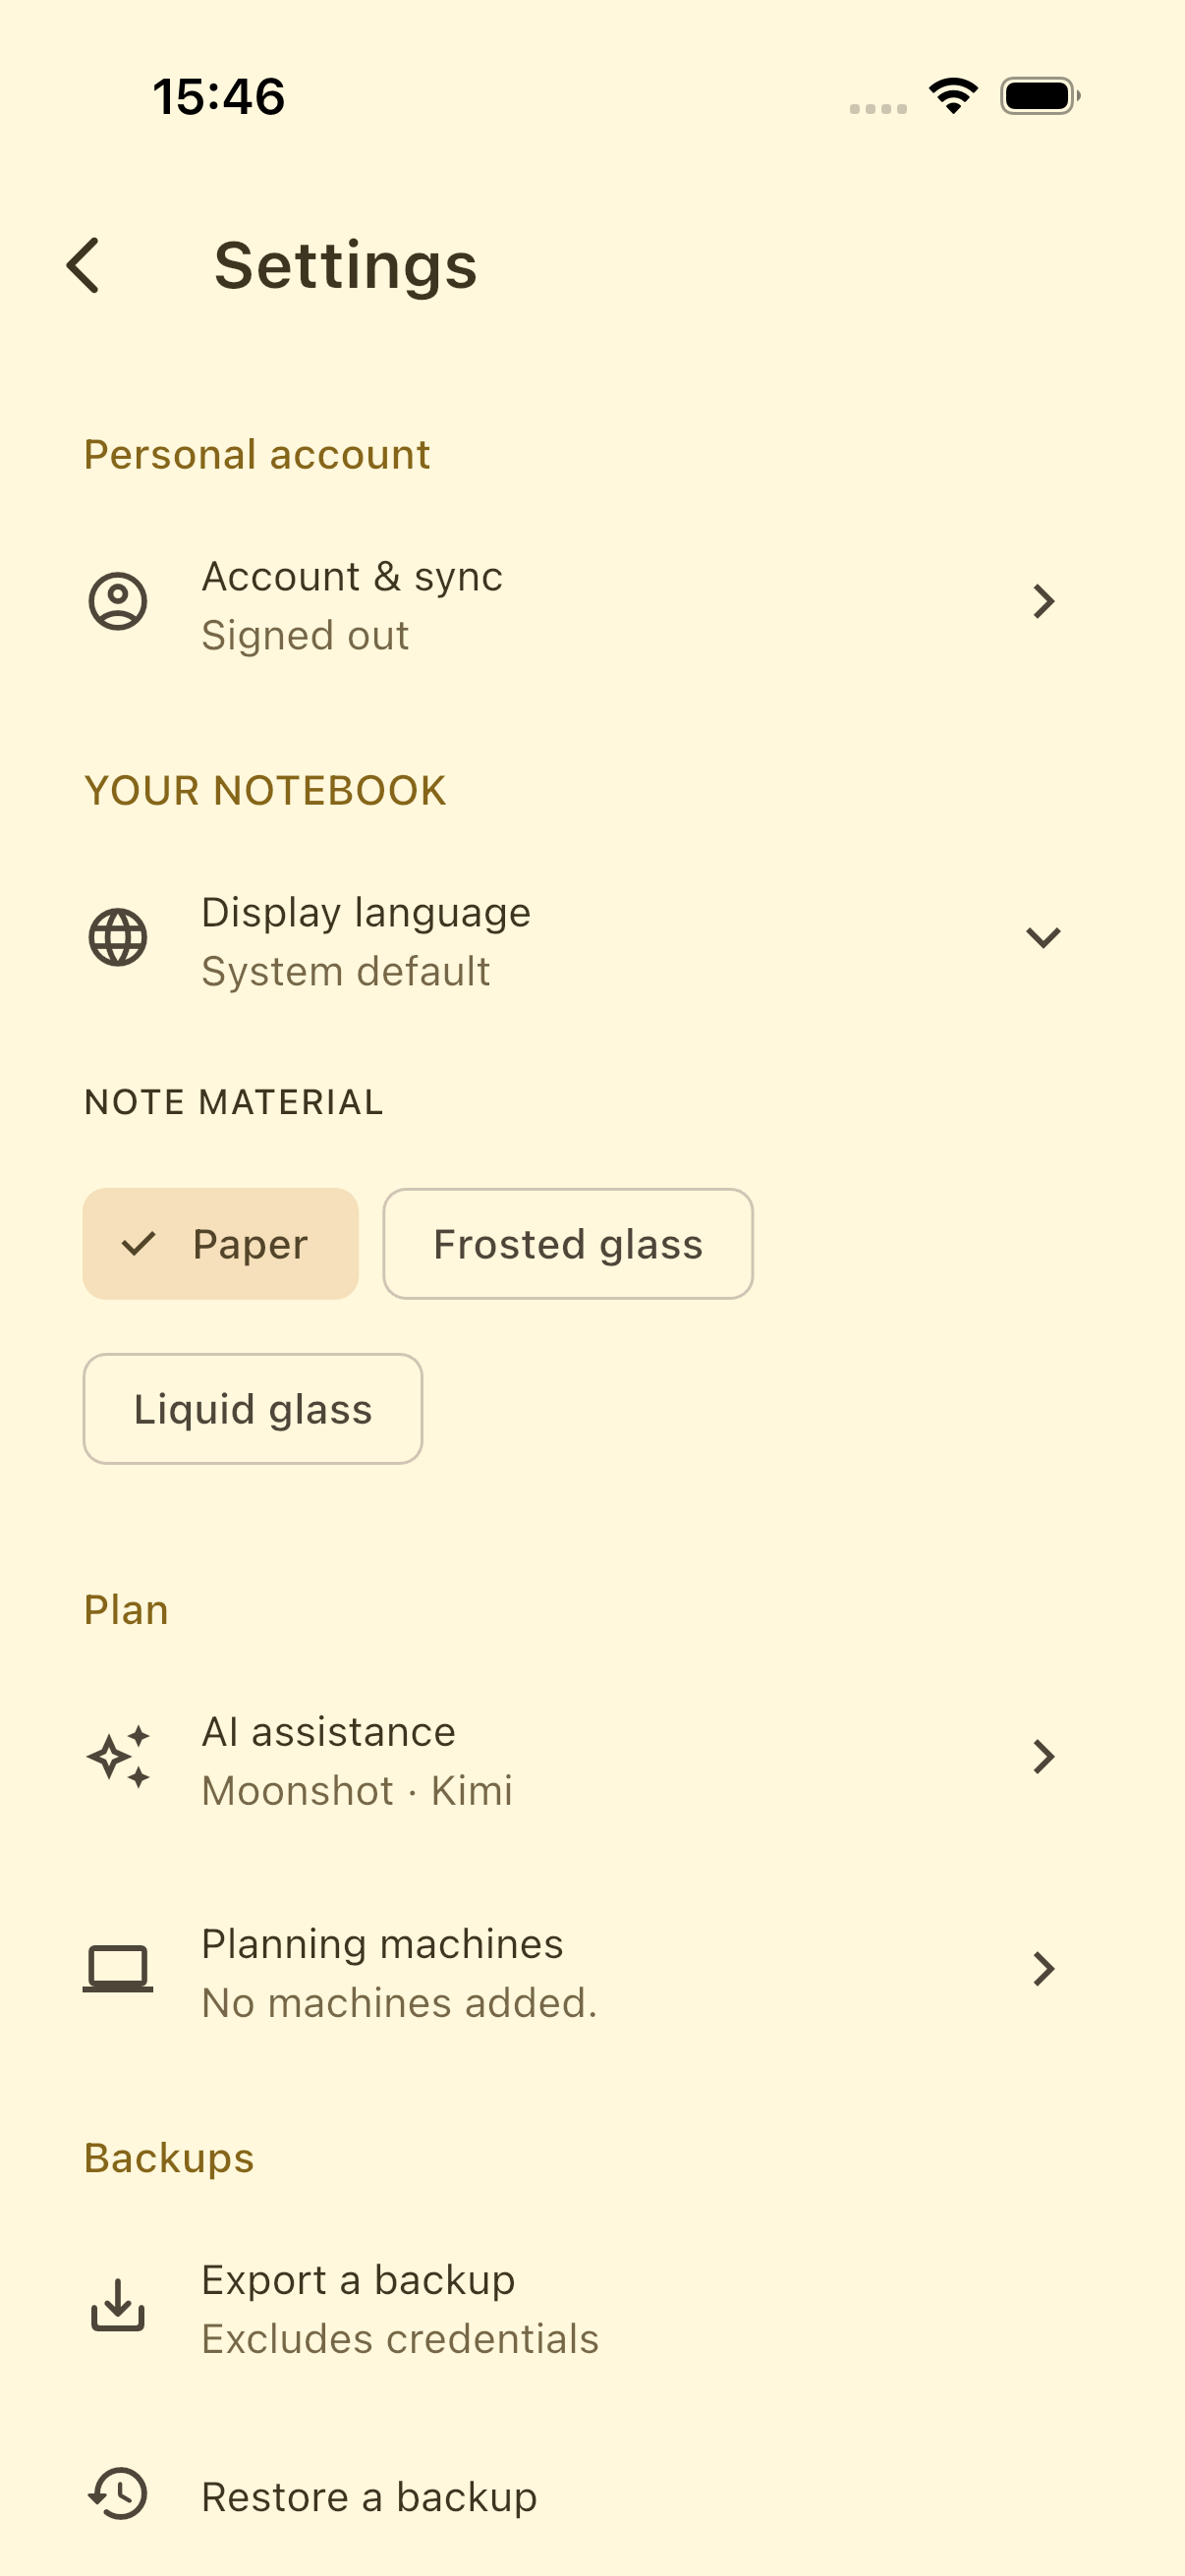 15:46
Settings
Personal account
Account & sync
Signed out
YOUR NOTEBOOK
Display language
System default
NOTE MATERIAL
Paper
Frosted glass
Liquid glass
Plan
AI assistance
Moonshot · Kimi
Planning machines
No machines added.
Backups
Export a backup
Excludes credentials
Restore a backup